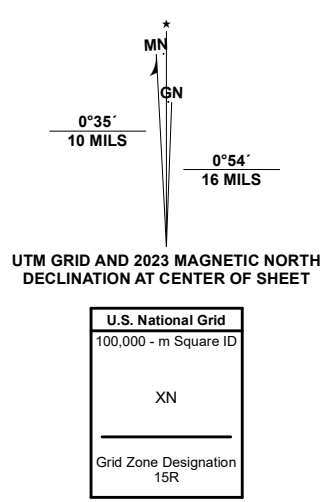 MN
GN
0°35´
10 MILS
0°54´
16 MILS
UTM GRID AND 2023 MAGNETIC NORTH
DECLINATION AT CENTER OF SHEET
U.S. National Grid
100,000 - m Square ID
XN
Grid Zone Designation
15R